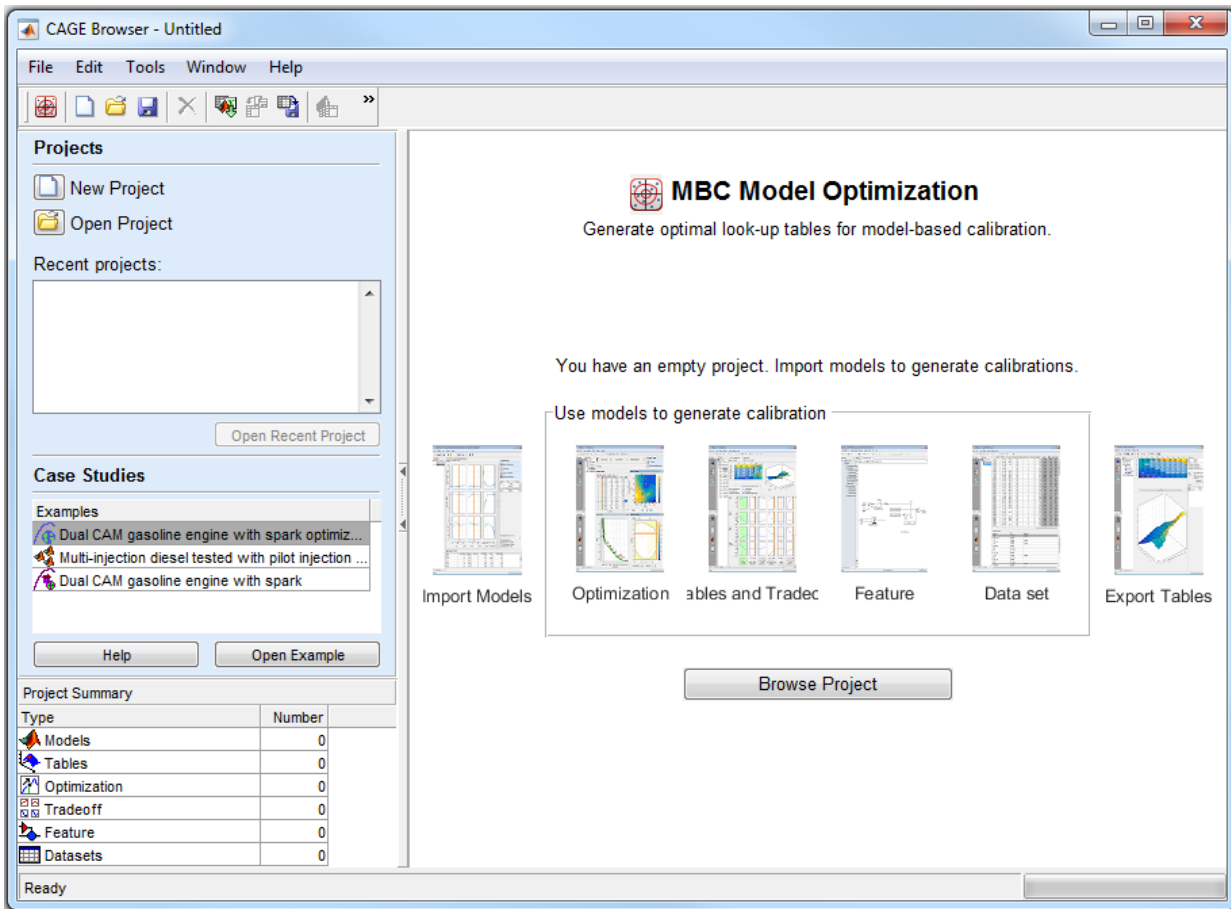 CAGE Browser - Untitled
File Edit Tools Window Help
»
Projects
New Project
Open Project
Recent projects:
Open Recent Project
Case Studies
Examples
Dual CAM gasoline engine with spark optimiz...
Multi-injection diesel tested with pilot injection ...
Dual CAM gasoline engine with spark
Help Open Example
Project Summary
Type Number
Models 0
Tables 0
Optimization 0
Tradeoff 0
Feature 0
Datasets 0
Ready
MBC Model Optimization
Generate optimal look-up tables for model-based calibration.
You have an empty project. Import models to generate calibrations.
Use models to generate calibration
Import Models Optimization ables and Tradec Feature Data set Export Tables
Browse Project